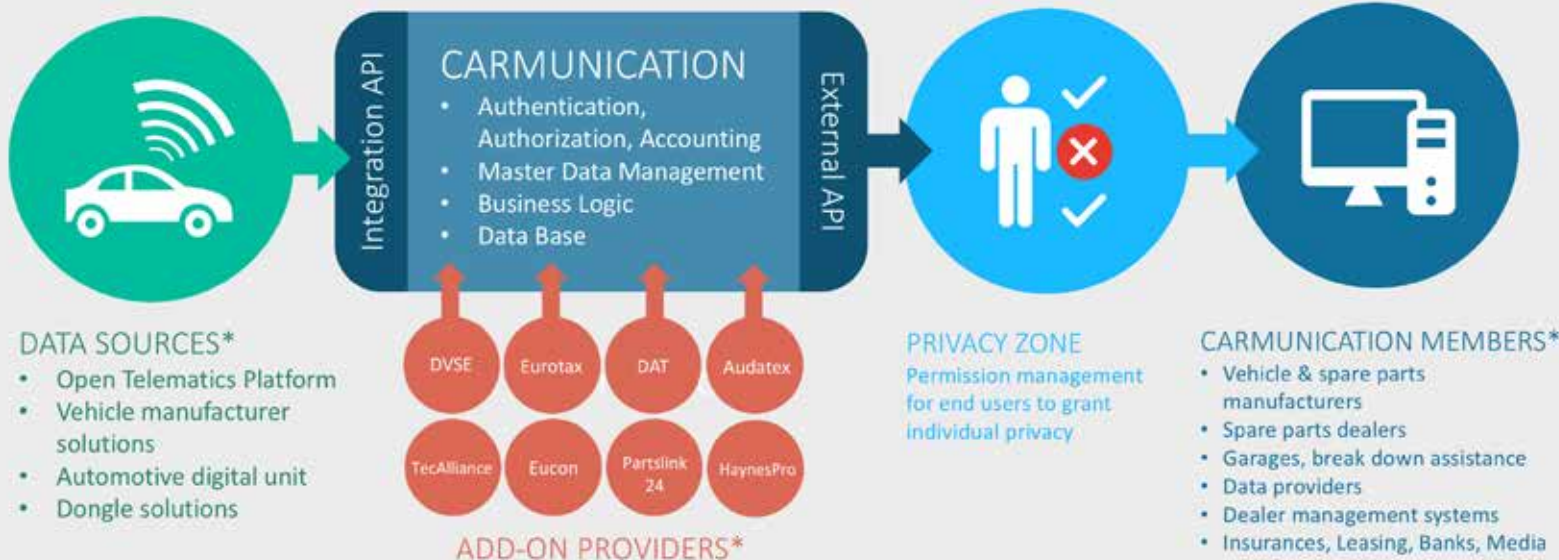 Integration API
CARMUNICATION
• Authentication,
Authorization, Accounting
• Master Data Management
• Business Logic
• Data Base
External API
DATA SOURCES*
• Open Telematics Platform
• Vehicle manufacturer
solutions
• Automotive digital unit
• Dongle solutions
DVSE
Eurotax
DAT
Audatex
TecAlliance
Eucon
Partslink
24
HaynesPro
ADD-ON PROVIDERS*
PRIVACY ZONE
Permission management
for end users to grant
individual privacy
CARMUNICATION MEMBERS*
• Vehicle & spare parts
manufacturers
• Spare parts dealers
• Garages, break down assistance
• Data providers
• Dealer management systems
• Insurances, Leasing, Banks, Media